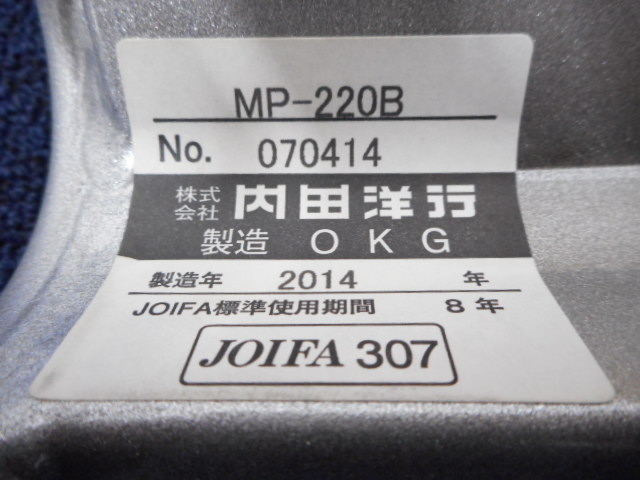 MP-220B
No. 070414
株式会社 内田洋行
製造 OKG
製造年 2014 年
JOIFA標準使用期間 8年
JOIFA 307